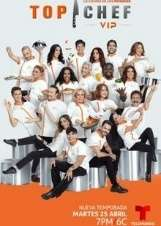 TOP CHEF
VIP
NUEVA TEMPORADA
MARTES 25 ABRIL
7PM/6C
TELEMUNDO